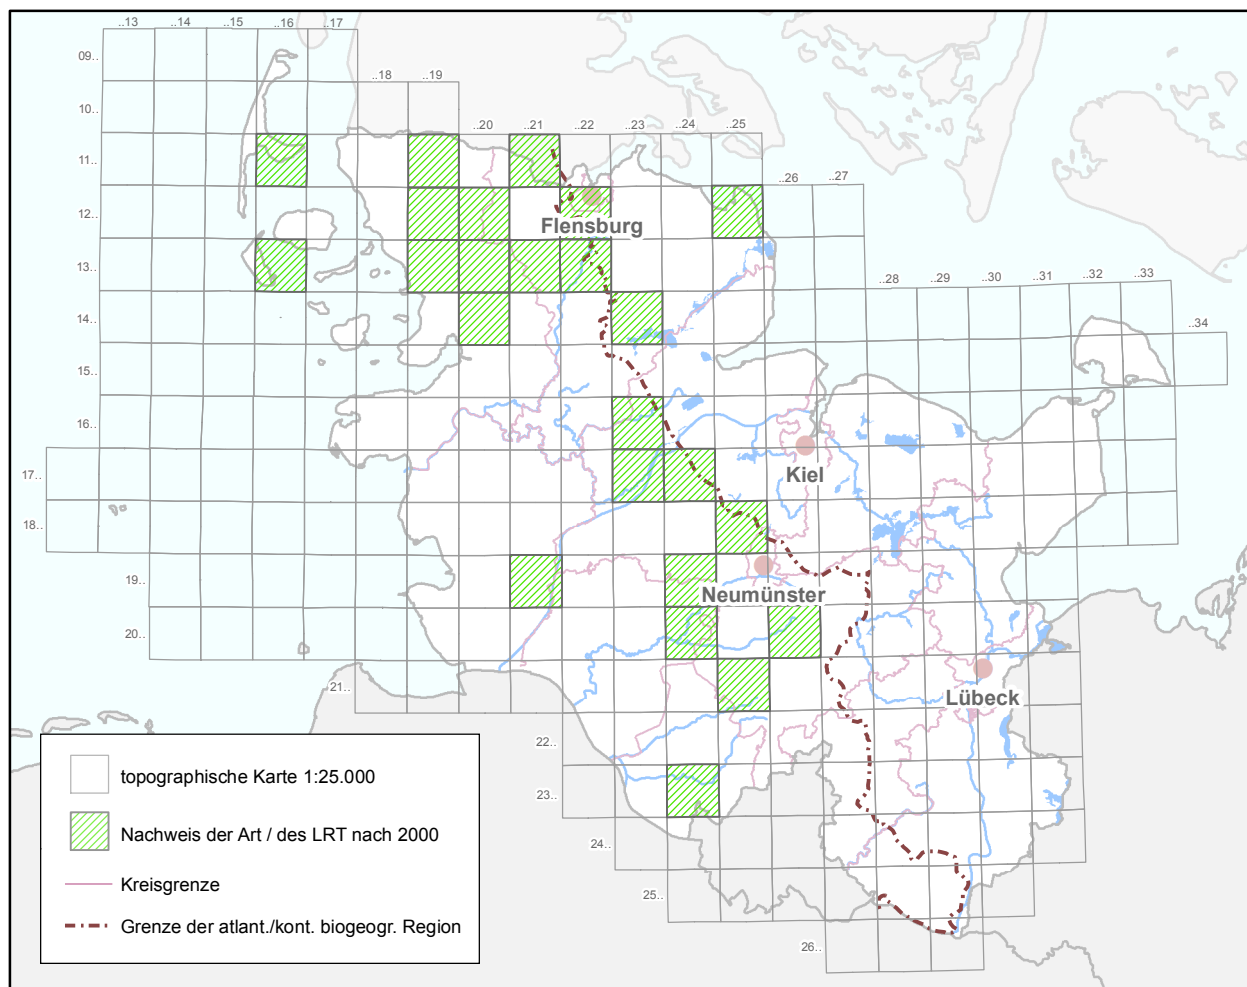 ..13 ..14 ..15 ..16 ..17
09..
..18 ..19
10..
..20 ..21 ..22 ..23 ..24 ..25
11..
..26 ..27
12..
Flensburg
13..
..28 ..29 ..30 ..31 ..32 ..33
14..
..34
15..
16..
Kiel
17..
18..
19..
Neumünster
20..
21..
Lübeck
22..
23..
24..
25..
26..
topographische Karte 1:25.000
Nachweis der Art / des LRT nach 2000
Kreisgrenze
Grenze der atlant./kont. biogeogr. Region